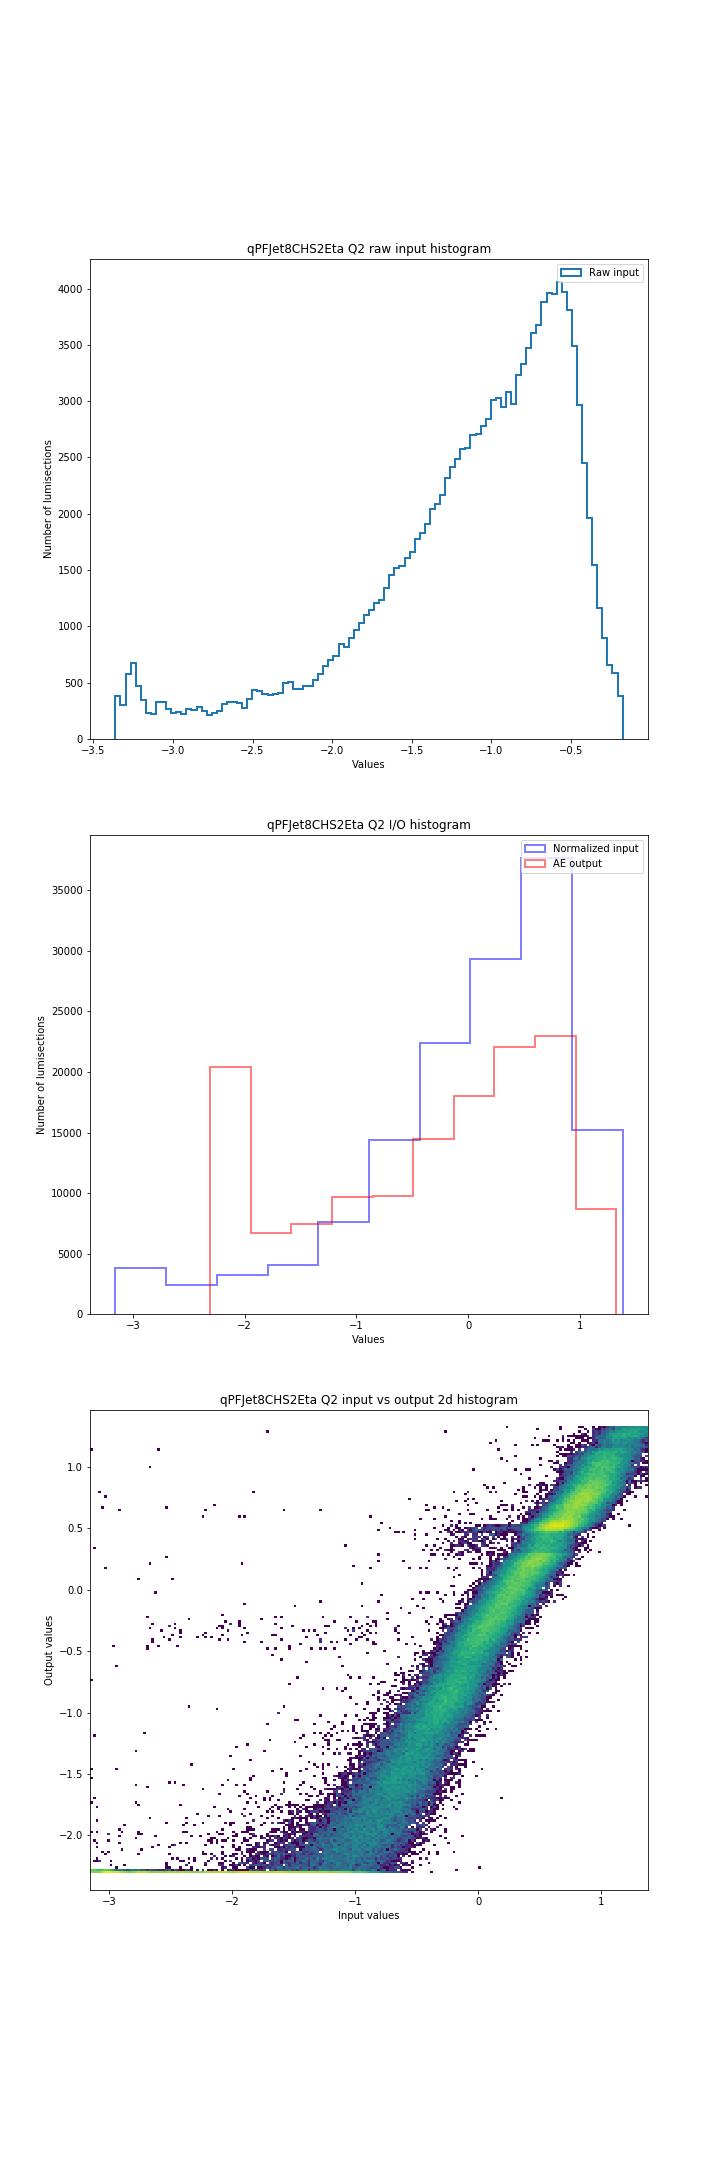 qPFJet8CHS2Eta Q2 raw input histogram
Raw input
4000
3500
3000
2500
2000
1500
1000
500
0
Number of lumisections
−3.5 −3.0 −2.5 −2.0 −1.5 −1.0 −0.5
Values
qPFJet8CHS2Eta Q2 I/O histogram
Normalized input
AE output
35000
30000
25000
20000
15000
10000
5000
0
Number of lumisections
−3 −2 −1 0 1
Values
qPFJet8CHS2Eta Q2 input vs output 2d histogram
1.0
0.5
0.0
−0.5
−1.0
−1.5
−2.0
Output values
−3 −2 −1 0 1
Input values